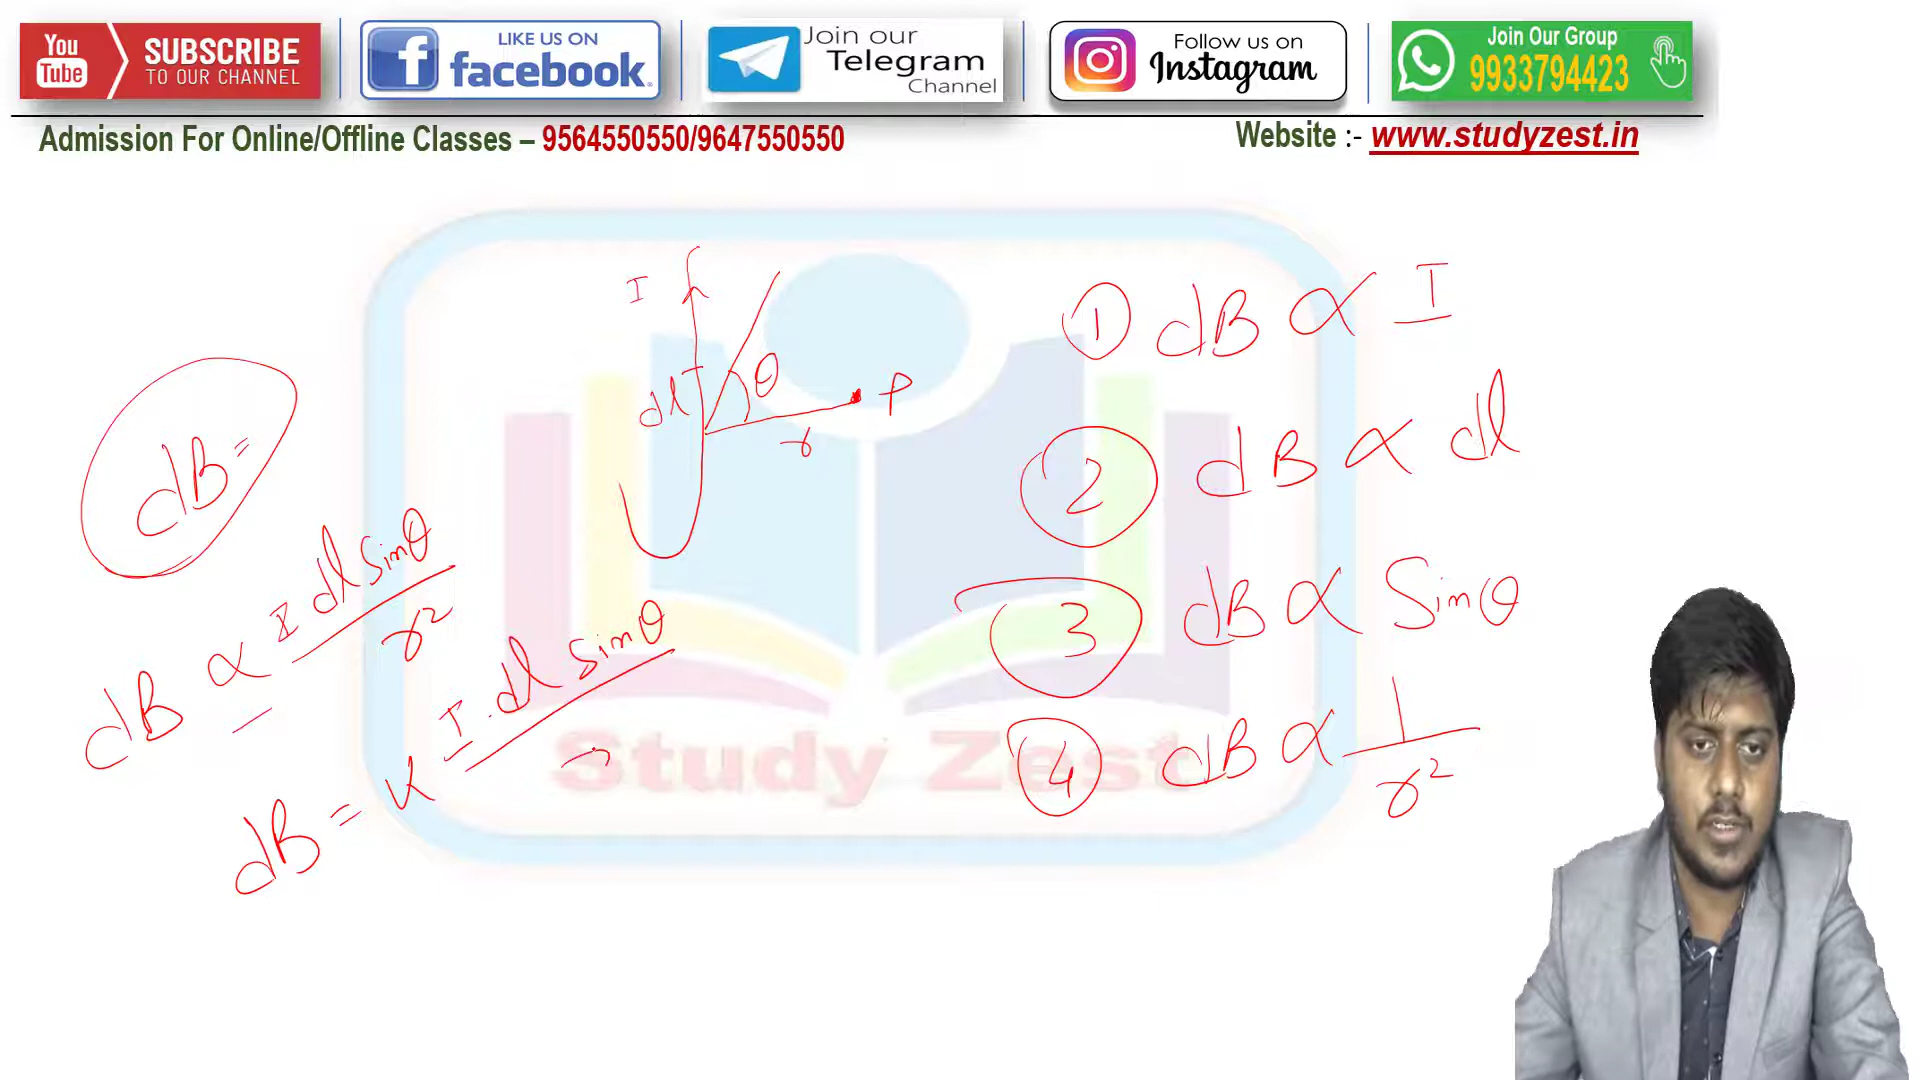 You Tube SUBSCRIBE TO OUR CHANNEL
LIKE US ON facebook.
Join our Telegram Channel
Follow us on Instagram
Join Our Group 9933794423
Admission For Online/Offline Classes – 9564550550/9647550550
Website :- www.studyzest.in
I
dl
θ
r
P
① dB ∝ I
② dB ∝ dl
③ dB ∝ Sinθ
④ dB ∝ 1/r²
dB =
dB ∝ I dl sinθ / r²
dB = K I . dl sinθ
Study Zest